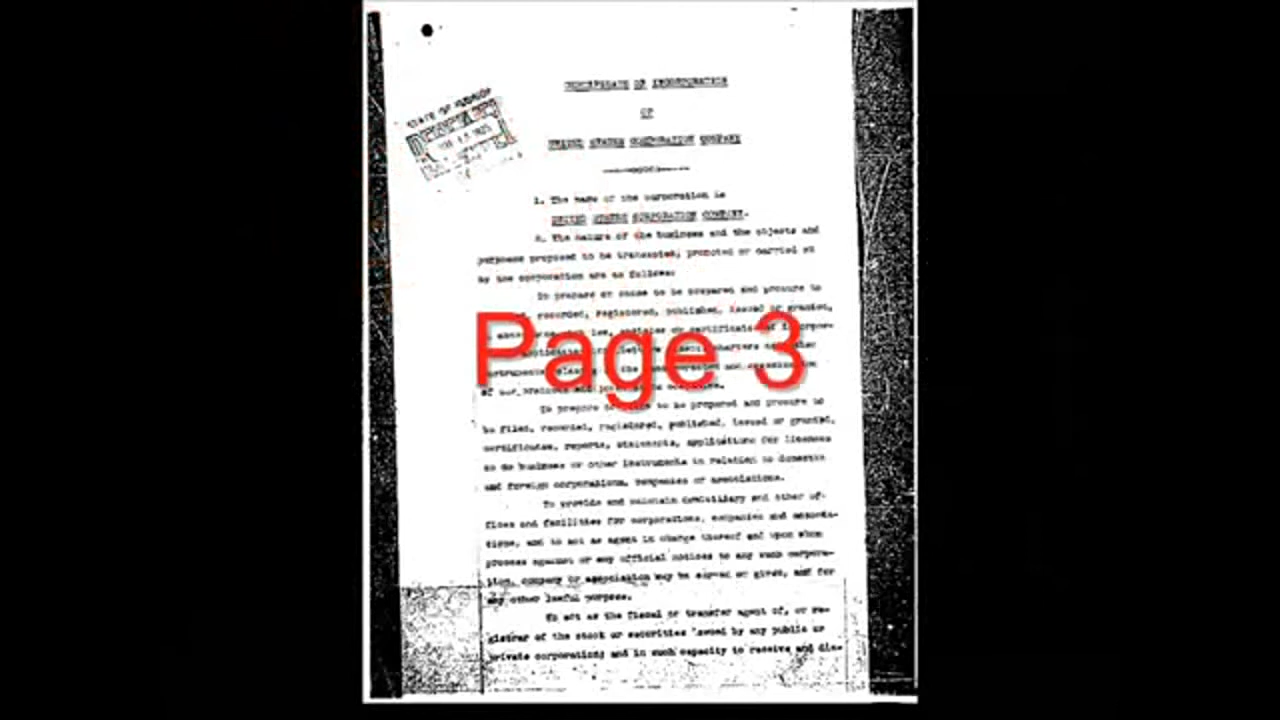 CERTIFICATE OF INCORPORATION
OF
UNITED STATES CORPORATION COMPANY
STATE OF
1. The name of the corporation is
UNITED STATES CORPORATION COMPANY.
2. The nature of the business and the objects and
purposes proposed to be transacted, promoted or carried on
by the corporation are as follows:
To prepare or cause to be prepared and procure to
recorded, registered, published, issued or granted,
Page 3
To prepare or to be prepared and procure to
be filed, recorded, registered, published, issued or granted,
certificates, reports, statements, applications for licenses
to do business or other instruments in relation to domestic
and foreign corporations, companies or associations.
To provide and maintain domiciliary and other of-
fices and facilities for corporations, companies and associa-
tions, and to act as agent in charge thereof and upon whom
process against or any official notices to any such corpora-
tion, company or association may be served or given, and for
any other lawful purpose.
To act as the fiscal or transfer agent of, or re-
gistrar of the stock or securities issued by any public or
private corporation; and in such capacity to receive and dis-